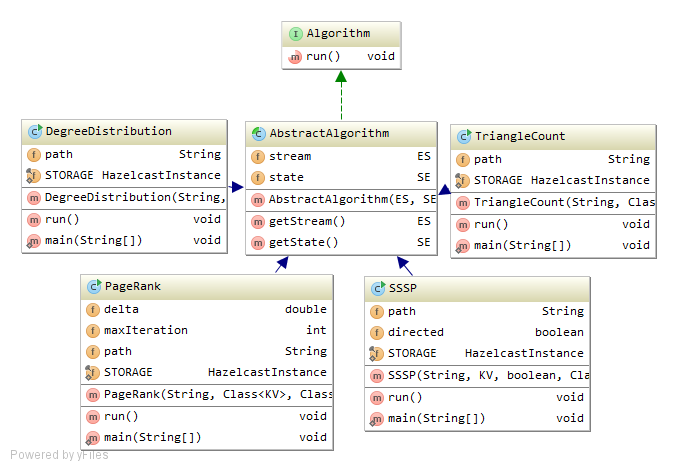 Algorithm
run() void
DegreeDistribution
path String
STORAGE HazelcastInstance
DegreeDistribution(String,
run() void
main(String[]) void
AbstractAlgorithm
stream ES
state SE
AbstractAlgorithm(ES, SE
getStream() ES
getState() SE
TriangleCount
path String
STORAGE HazelcastInstance
TriangleCount(String, Clas
run() void
main(String[]) void
PageRank
delta double
maxIteration int
path String
STORAGE HazelcastInstance
PageRank(String, Class<KV>, Class
run() void
main(String[]) void
SSSP
path String
directed boolean
STORAGE HazelcastInstance
SSSP(String, KV, boolean, Cla
run() void
main(String[]) void
Powered by yFiles